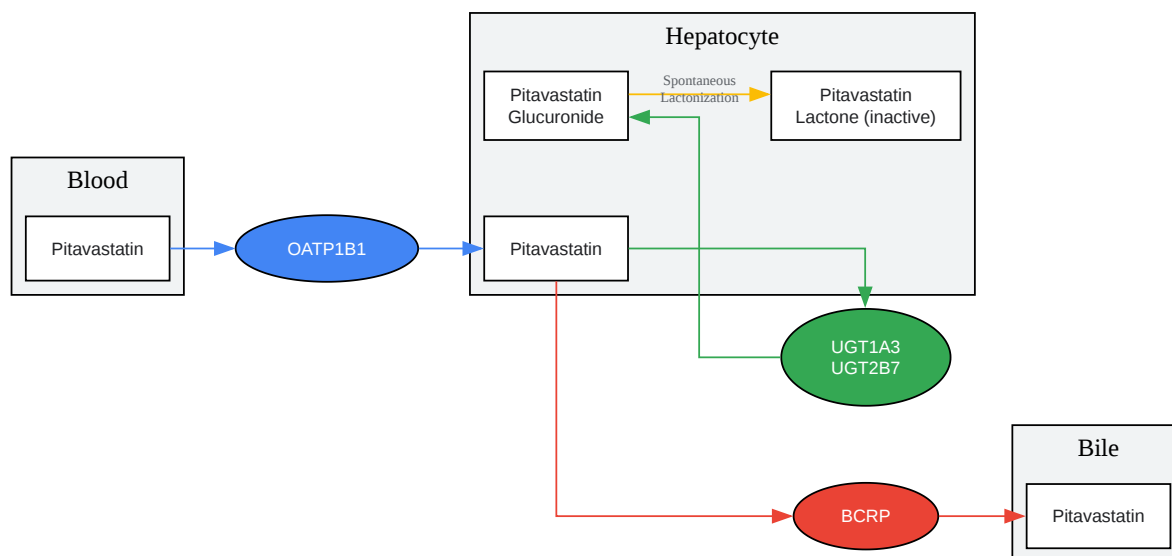 Hepatocyte
Pitavastatin
Glucuronide
Spontaneous
Lactonization
Pitavastatin
Lactone (inactive)
Blood
Pitavastatin
OATP1B1
Pitavastatin
UGT1A3
UGT2B7
Bile
BCRP
Pitavastatin